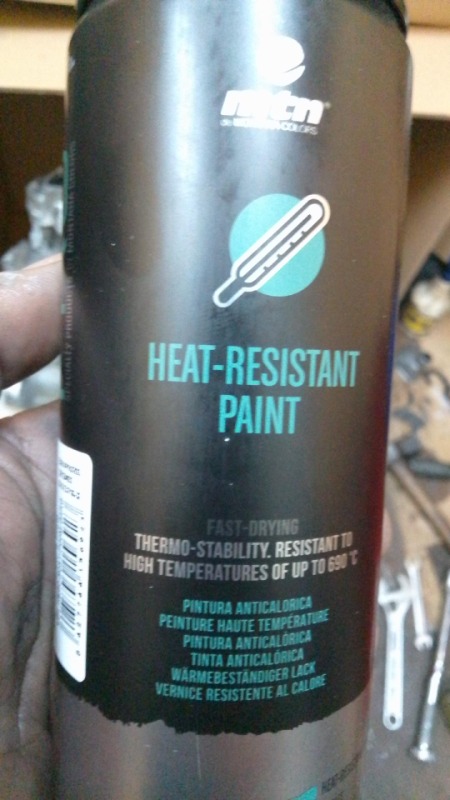 mtn
HEAT-RESISTANT
PAINT
FAST-DRYING
THERMO-STABILITY. RESISTANT TO
HIGH TEMPERATURES OF UP TO 690°C
PINTURA ANTICALORICA
PEINTURE HAUTE TEMPÉRATURE
PINTURA ANTICALÒRICA
TINTA ANTICALÓRICA
WÄRMEBESTÄNDIGER LACK
VERNICE RESISTENTE AL CALORE